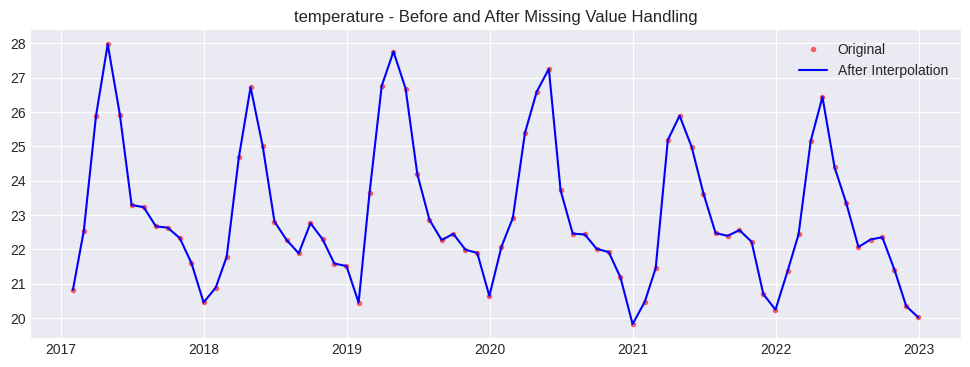 temperature - Before and After Missing Value Handling
Original
After Interpolation
28
27
26
25
24
23
22
21
20
2017 2018 2019 2020 2021 2022 2023